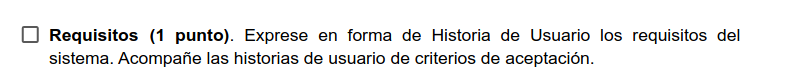 Requisitos (1 punto). Exprese en forma de Historia de Usuario los requisitos del
sistema. Acompañe las historias de usuario de criterios de aceptación.